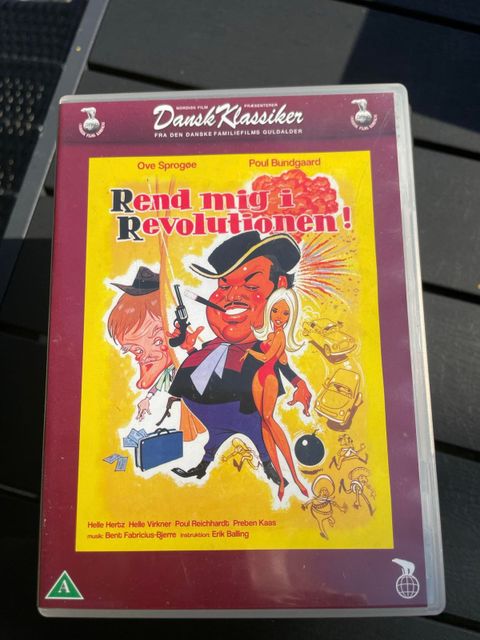 NORDISK FILM PRÆSENTERER
DanskKlassiker
FRA DEN DANSKE FAMILIEFILMS GULDALDER
Ove Sprogøe Poul Bundgaard
Rend mig i
Revolutionen!
Helle Hertz Helle Virkner Poul Reichhardt Preben Kaas
musik: Bent Fabricius-Bjerre instruktion: Erik Balling
A